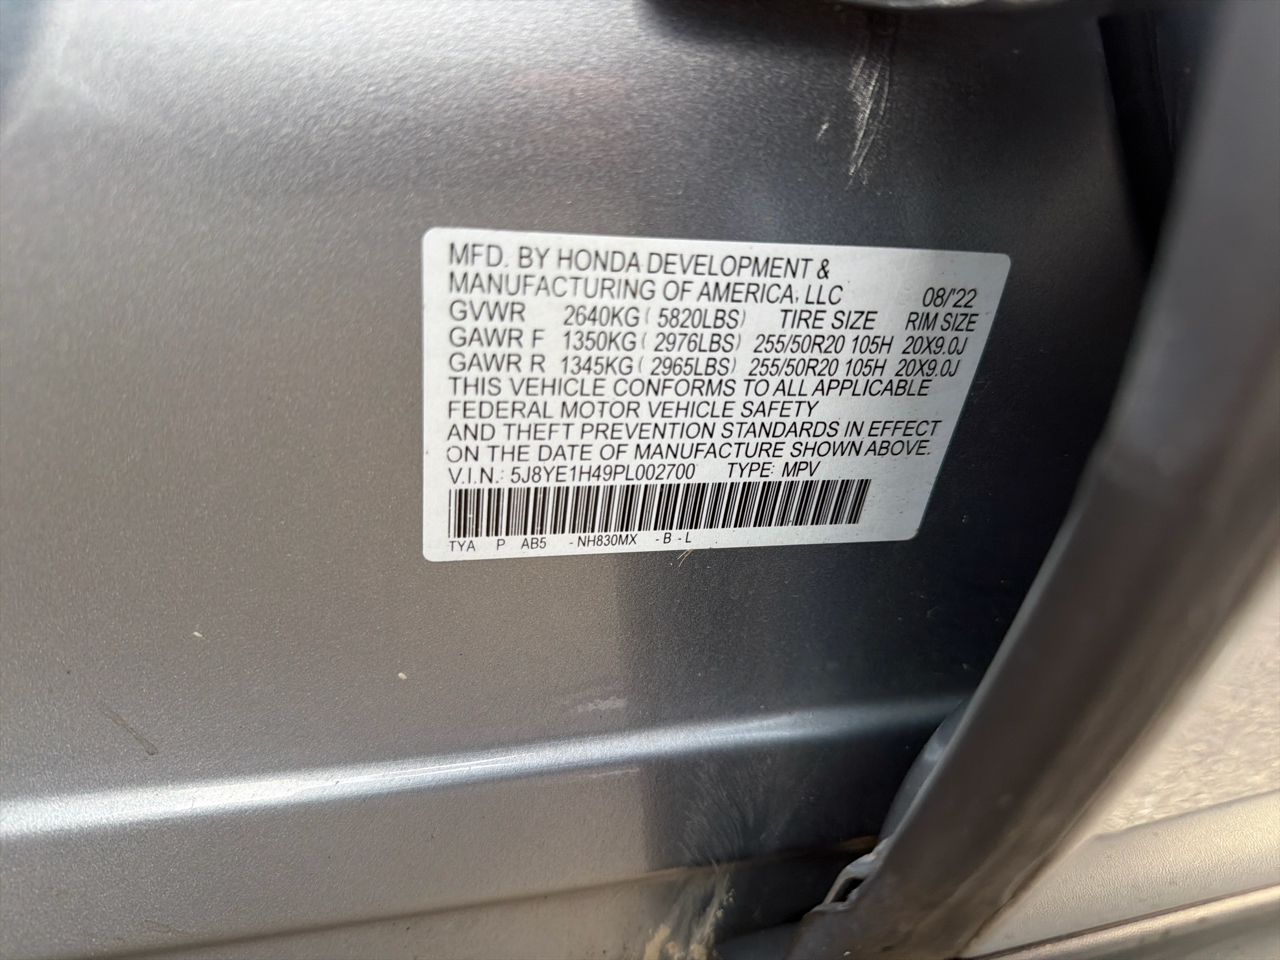 MFD. BY HONDA DEVELOPMENT &
MANUFACTURING OF AMERICA, LLC 08/'22
GVWR 2640KG ( 5820LBS) TIRE SIZE RIM SIZE
GAWR F 1350KG ( 2976LBS) 255/50R20 105H 20X9.0J
GAWR R 1345KG ( 2965LBS) 255/50R20 105H 20X9.0J
THIS VEHICLE CONFORMS TO ALL APPLICABLE
FEDERAL MOTOR VEHICLE SAFETY
AND THEFT PREVENTION STANDARDS IN EFFECT
ON THE DATE OF MANUFACTURE SHOWN ABOVE.
V.I.N.: 5J8YE1H49PL002700 TYPE: MPV
TYA P AB5 -NH830MX -B -L